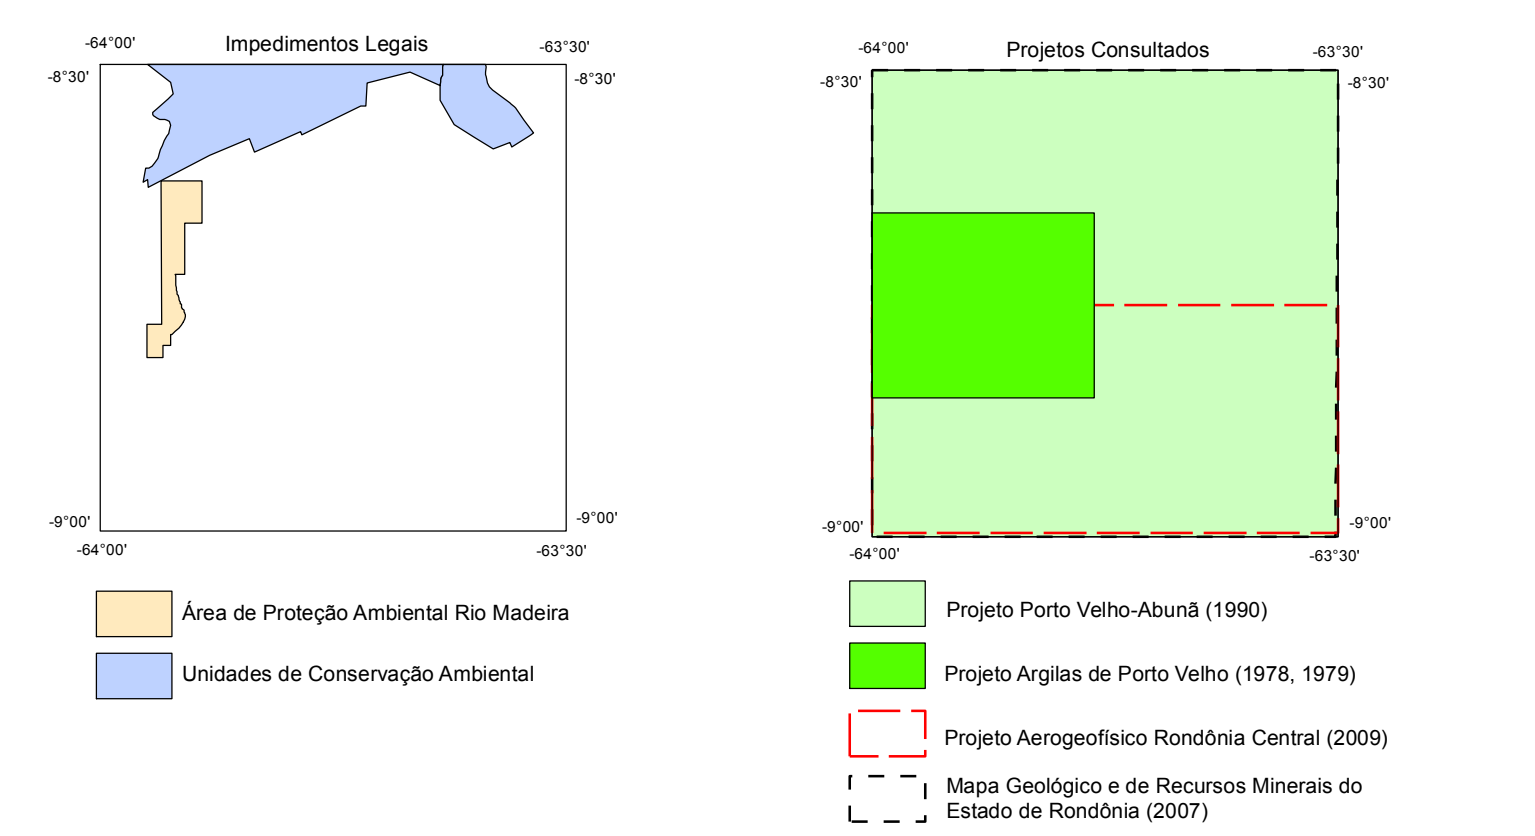 Impedimentos Legais
-64°00'
-63°30'
-8°30'
-8°30'
-9°00'
-9°00'
-64°00'
-63°30'
Área de Proteção Ambiental Rio Madeira
Unidades de Conservação Ambiental
Projetos Consultados
-64°00'
-63°30'
-8°30'
-8°30'
-9°00'
-9°00'
-64°00'
-63°30'
Projeto Porto Velho-Abunã (1990)
Projeto Argilas de Porto Velho (1978, 1979)
Projeto Aerogeofísico Rondônia Central (2009)
Mapa Geológico e de Recursos Minerais do
Estado de Rondônia (2007)